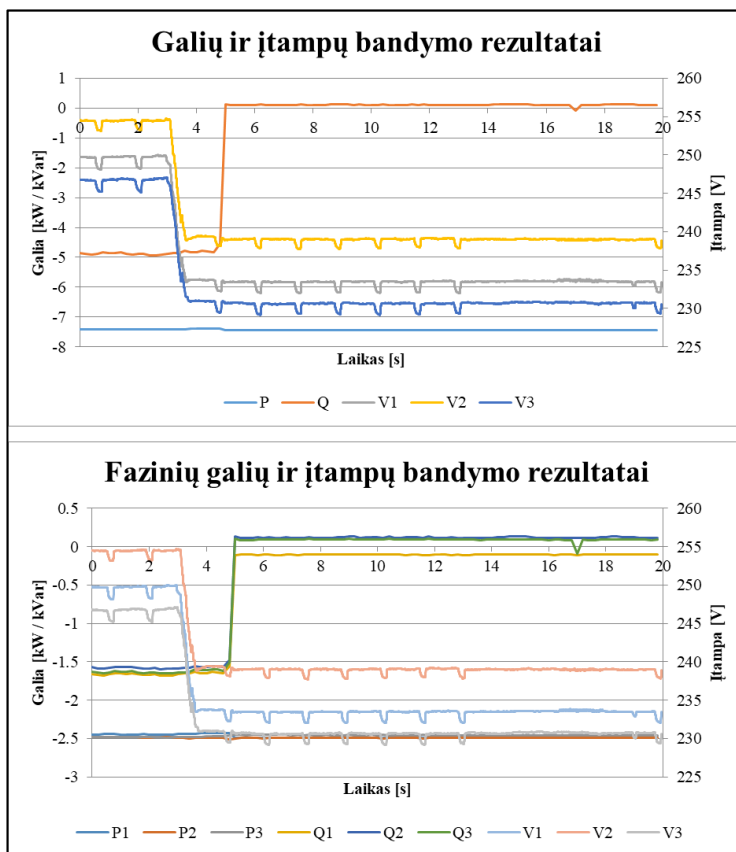 Galių ir įtampų bandymo rezultatai
1
0
-1
-2
-3
-4
-5
-6
-7
-8
Galia [kW / kVar]
0 2 4 6 8 10 12 14 16 18 20
260
255
250
245
240
235
230
225
Įtampa [V]
Laikas [s]
P Q V1 V2 V3
Fazinių galių ir įtampų bandymo rezultatai
0.5
0
-0.5
-1
-1.5
-2
-2.5
-3
Galia [kW / kVar]
0 2 4 6 8 10 12 14 16 18 20
260
255
250
245
240
235
230
225
Įtampa [V]
Laikas [s]
P1 P2 P3 Q1 Q2 Q3 V1 V2 V3